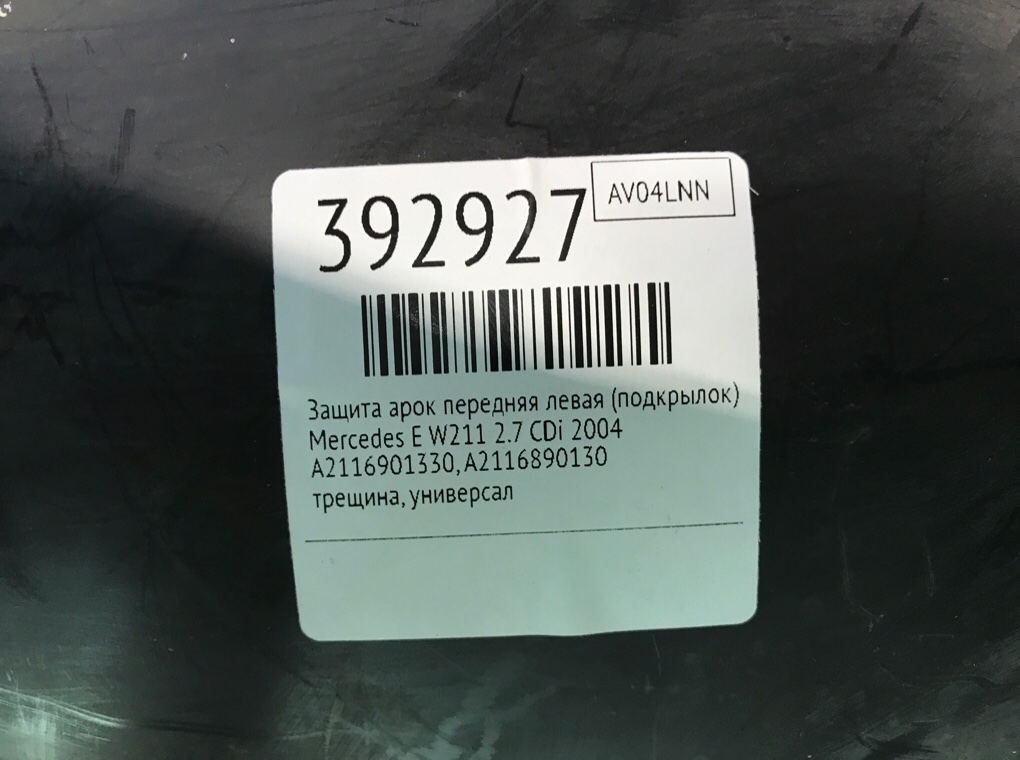 392927
AV04LNN
Защита арок передняя левая (подкрылок)
Mercedes E W211 2.7 CDi 2004
A2116901330, A2116890130
трещина, универсал